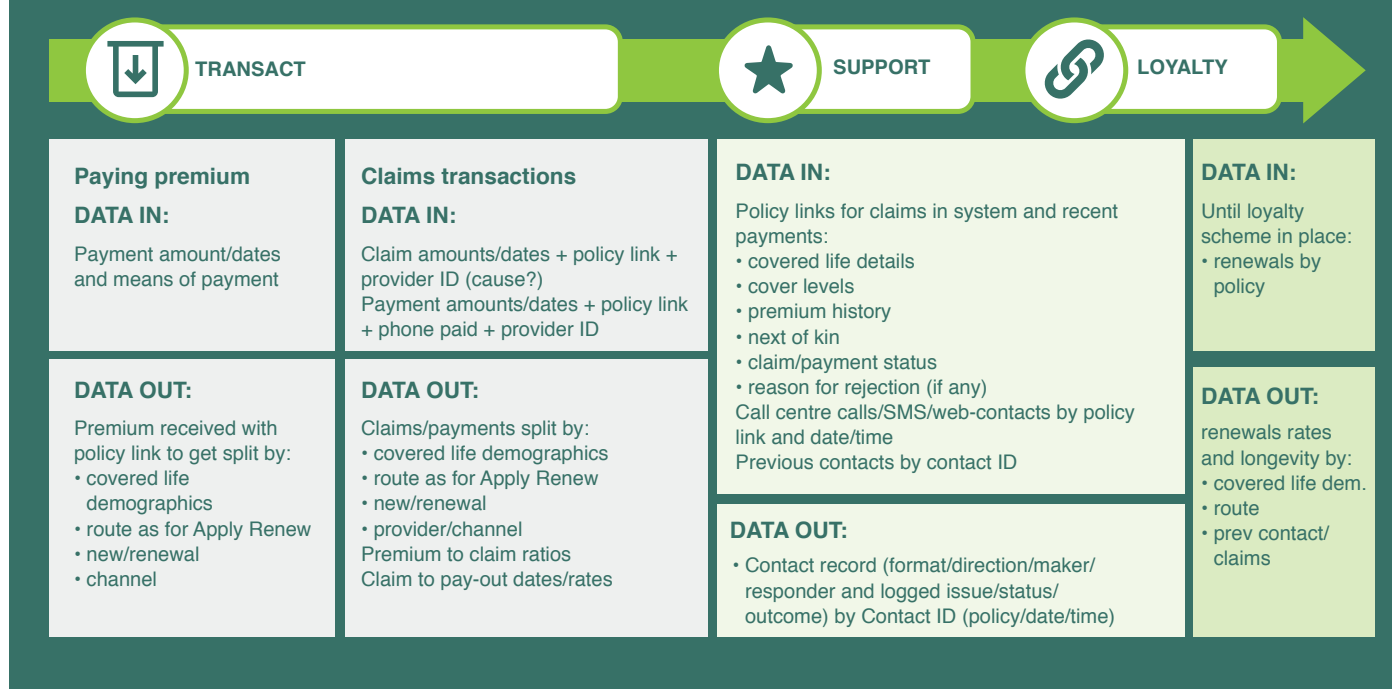 TRANSACT
SUPPORT
LOYALTY
Paying premium
DATA IN:
Payment amount/dates
and means of payment
DATA OUT:
Premium received with
policy link to get split by:
• covered life
demographics
• route as for Apply Renew
• new/renewal
• channel
Claims transactions
DATA IN:
Claim amounts/dates + policy link +
provider ID (cause?)
Payment amounts/dates + policy link
+ phone paid + provider ID
DATA OUT:
Claims/payments split by:
• covered life demographics
• route as for Apply Renew
• new/renewal
• provider/channel
Premium to claim ratios
Claim to pay-out dates/rates
DATA IN:
Policy links for claims in system and recent
payments:
• covered life details
• cover levels
• premium history
• next of kin
• claim/payment status
• reason for rejection (if any)
Call centre calls/SMS/web-contacts by policy
link and date/time
Previous contacts by contact ID
DATA OUT:
• Contact record (format/direction/maker/
responder and logged issue/status/
outcome) by Contact ID (policy/date/time)
DATA IN:
Until loyalty
scheme in place:
• renewals by
policy
DATA OUT:
renewals rates
and longevity by:
• covered life dem.
• route
• prev contact/
claims